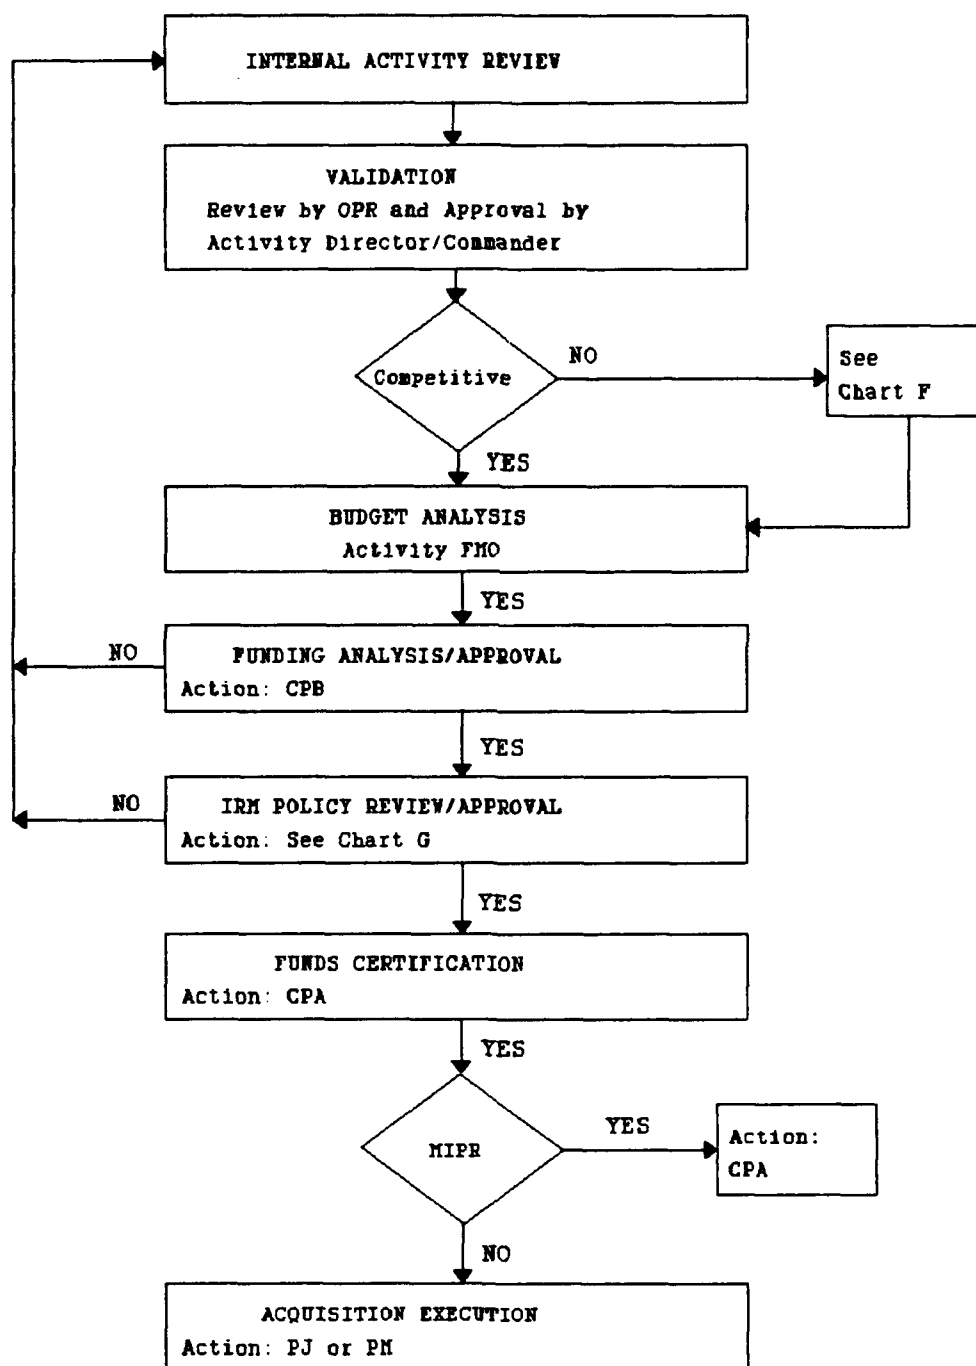 INTERNAL ACTIVITY REVIEW
VALIDATION
Review by OPR and Approval by
Activity Director/Commander
Competitive
NO
See
Chart F
YES
BUDGET ANALYSIS
Activity FMO
YES
NO
FUNDING ANALYSIS/APPROVAL
Action: CPB
YES
NO
IRM POLICY REVIEW/APPROVAL
Action: See Chart G
YES
FUNDS CERTIFICATION
Action: CPA
YES
MIPR
YES
Action:
CPA
NO
ACQUISITION EXECUTION
Action: PJ or PM